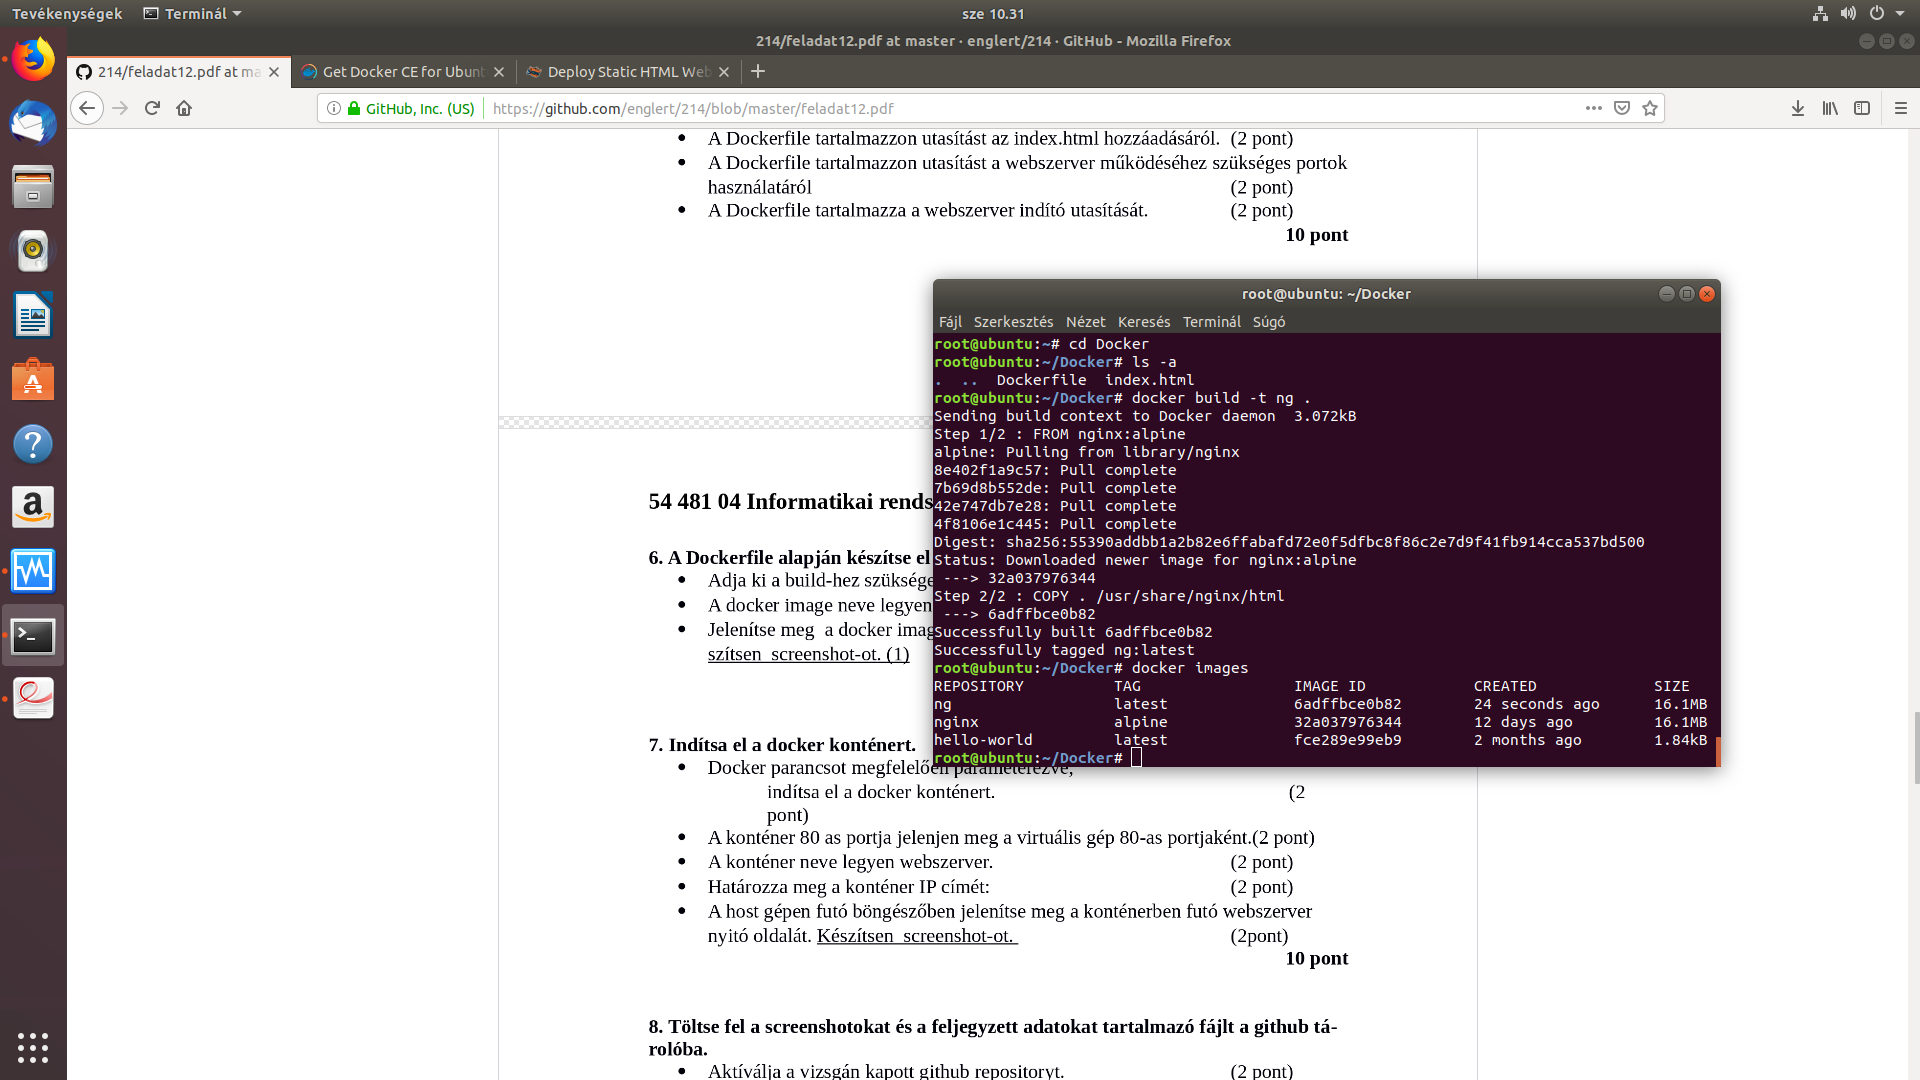 Tevékenységek
Terminál
sze 10.31
214/feladat12.pdf at master · englert/214 · GitHub - Mozilla Firefox
214/feladat12.pdf at ma
Get Docker CE for Ubunt
Deploy Static HTML Web
GitHub, Inc. (US)
https://github.com/englert/214/blob/master/feladat12.pdf
A Dockerfile tartalmazzon utasítást az index.html hozzáadásáról. (2 pont)
A Dockerfile tartalmazzon utasítást a webszerver működéséhez szükséges portok
használatáról (2 pont)
A Dockerfile tartalmazza a webszerver indító utasítását. (2 pont)
10 pont
54 481 04 Informatikai rends
6. A Dockerfile alapján készítse el
Adja ki a build-hez szüksége
A docker image neve legyen
Jelenítse meg a docker imag
szítsen screenshot-ot. (1)
7. Indítsa el a docker konténert.
Docker parancsot megfelelően paraméterezve,
indítsa el a docker konténert. (2
pont)
A konténer 80 as portja jelenjen meg a virtuális gép 80-as portjaként.(2 pont)
A konténer neve legyen webszerver. (2 pont)
Határozza meg a konténer IP címét: (2 pont)
A host gépen futó böngészőben jelenítse meg a konténerben futó webszerver
nyitó oldalát. Készítsen screenshot-ot. (2pont)
10 pont
8. Töltse fel a screenshotokat és a feljegyzett adatokat tartalmazó fájlt a github tá-
rolóba.
Aktíválja a vizsgán kapott github repositoryt. (2 pont)
root@ubuntu: ~/Docker
Fájl Szerkesztés Nézet Keresés Terminál Súgó
root@ubuntu:~# cd Docker
root@ubuntu:~/Docker# ls -a
. .. Dockerfile index.html
root@ubuntu:~/Docker# docker build -t ng .
Sending build context to Docker daemon 3.072kB
Step 1/2 : FROM nginx:alpine
alpine: Pulling from library/nginx
8e402f1a9c57: Pull complete
7b69d8b552de: Pull complete
42e747db7e28: Pull complete
4f8106e1c445: Pull complete
Digest: sha256:55390addbb1a2b82e6ffabafd72e0f5dfbc8f86c2e7d9f41fb914cca537bd500
Status: Downloaded newer image for nginx:alpine
---> 32a037976344
Step 2/2 : COPY . /usr/share/nginx/html
---> 6adffbce0b82
Successfully built 6adffbce0b82
Successfully tagged ng:latest
root@ubuntu:~/Docker# docker images
REPOSITORY TAG IMAGE ID CREATED SIZE
ng latest 6adffbce0b82 24 seconds ago 16.1MB
nginx alpine 32a037976344 12 days ago 16.1MB
hello-world latest fce289e99eb9 2 months ago 1.84kB
root@ubuntu:~/Docker#